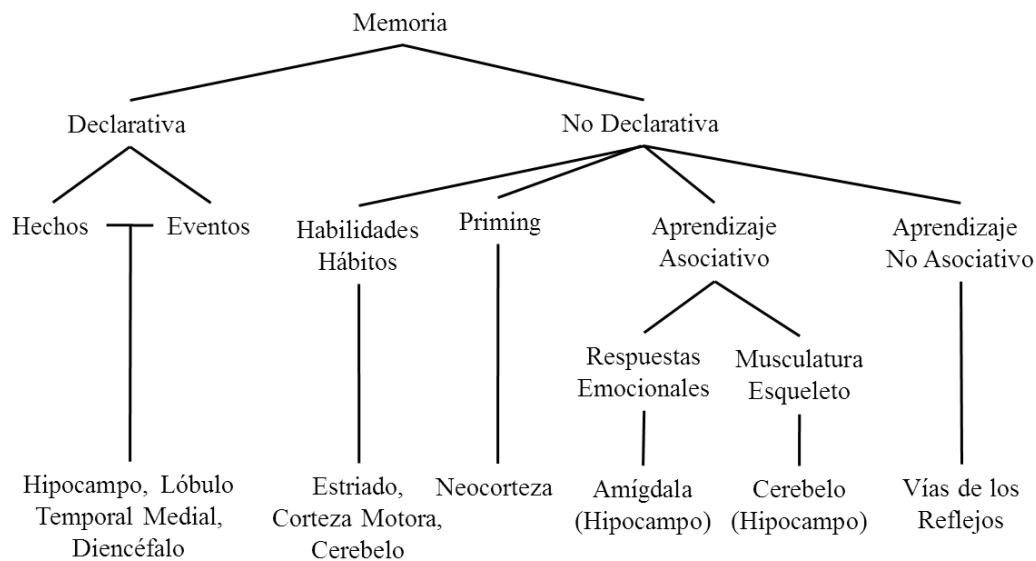 Memoria
Declarativa
No Declarativa
Hechos
Eventos
Habilidades
Hábitos
Priming
Aprendizaje
Asociativo
Aprendizaje
No Asociativo
Respuestas
Emocionales
Musculatura
Esqueleto
Hipocampo, Lóbulo
Temporal Medial,
Diencéfalo
Estriado,
Corteza Motora,
Cerebelo
Neocorteza
Amígdala
(Hipocampo)
Cerebelo
(Hipocampo)
Vías de los
Reflejos